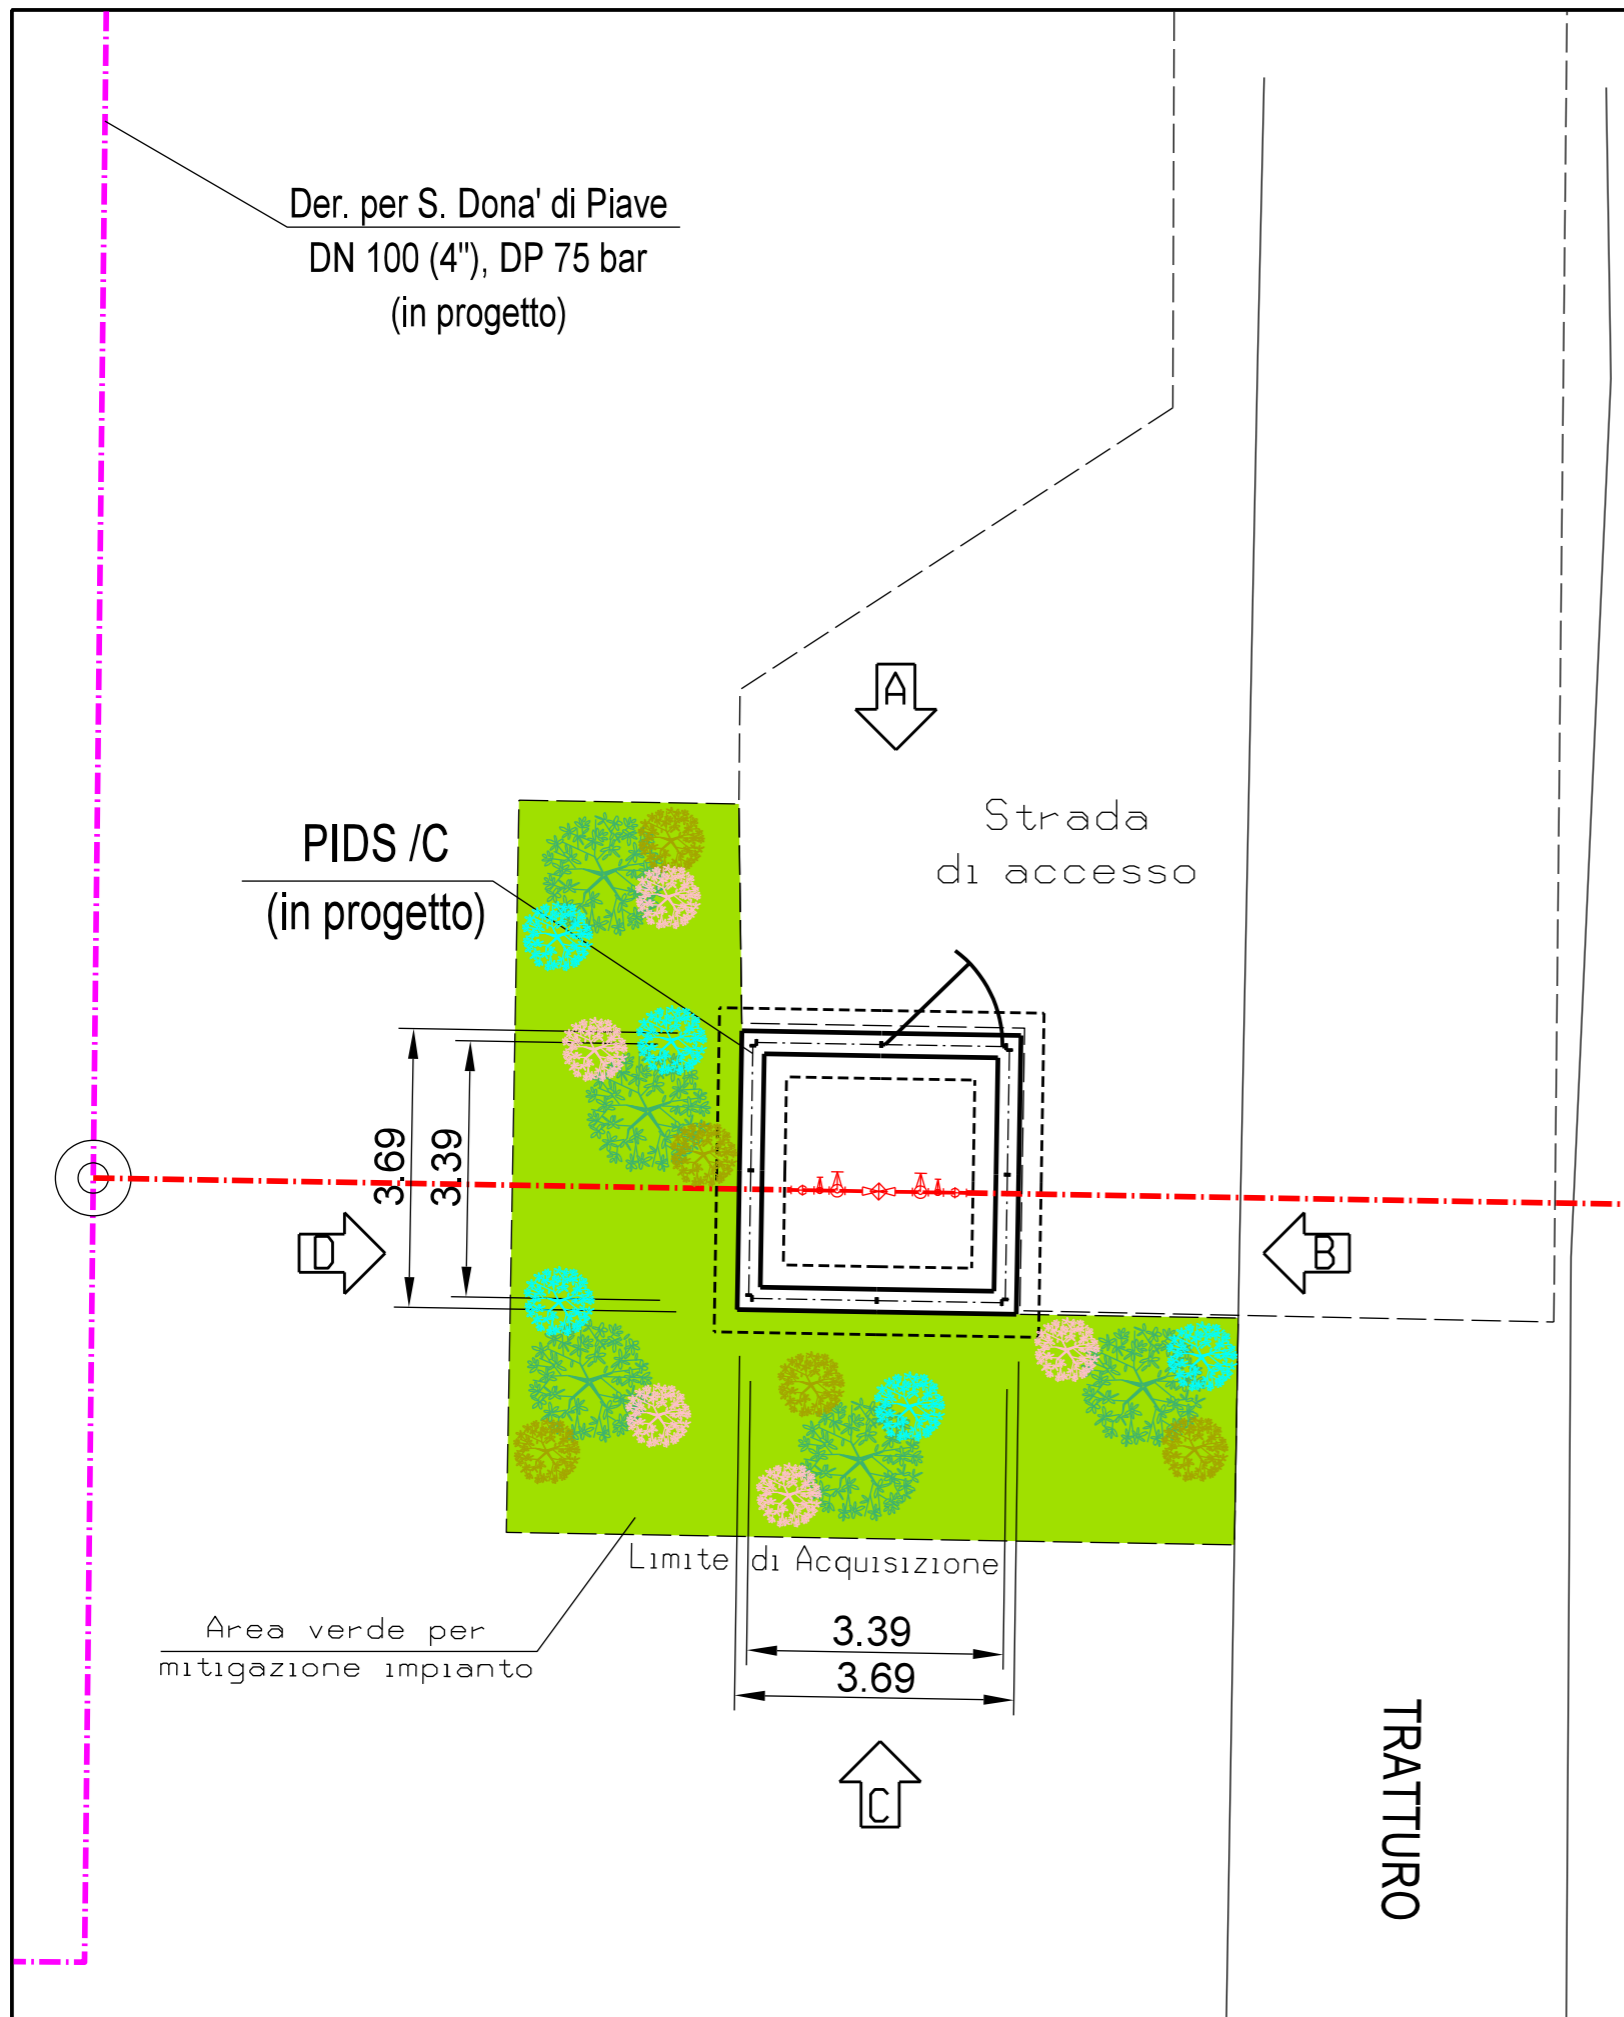 Der. per S. Dona' di Piave
DN 100 (4"), DP 75 bar
(in progetto)
A
Strada
di accesso
PIDS /C
(in progetto)
3.69
3.39
D
B
Limite di Acquisizione
Area verde per
mitigazione impianto
3.39
3.69
C
TRATTURO